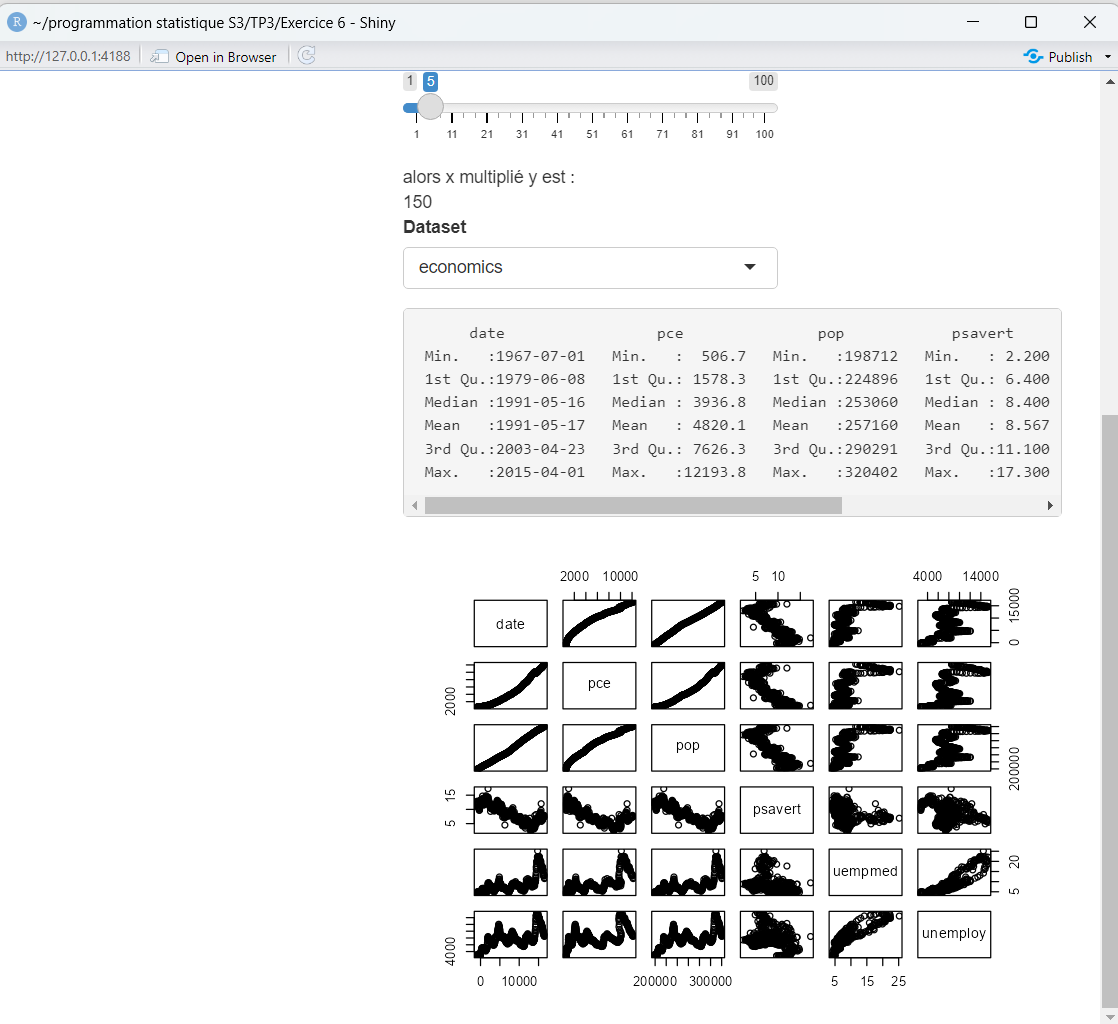 R ~/programmation statistique S3/TP3/Exercice 6 - Shiny
http://127.0.0.1:4188 Open in Browser Publish
1 5 100
1 11 21 31 41 51 61 71 81 91 100
alors x multiplié y est :
150
Dataset
economics
date pce pop psavert
Min. :1967-07-01 Min. : 506.7 Min. :198712 Min. : 2.200
1st Qu.:1979-06-08 1st Qu.: 1578.3 1st Qu.:224896 1st Qu.: 6.400
Median :1991-05-16 Median : 3936.8 Median :253060 Median : 8.400
Mean :1991-05-17 Mean : 4820.1 Mean :257160 Mean : 8.567
3rd Qu.:2003-04-23 3rd Qu.: 7626.3 3rd Qu.:290291 3rd Qu.:11.100
Max. :2015-04-01 Max. :12193.8 Max. :320402 Max. :17.300
2000 10000 5 10 4000 14000
date 0 15000
2000 pce
pop 200000
5 15 psavert
uempmed 5 20
4000 unemploy
0 10000 200000 300000 5 15 25